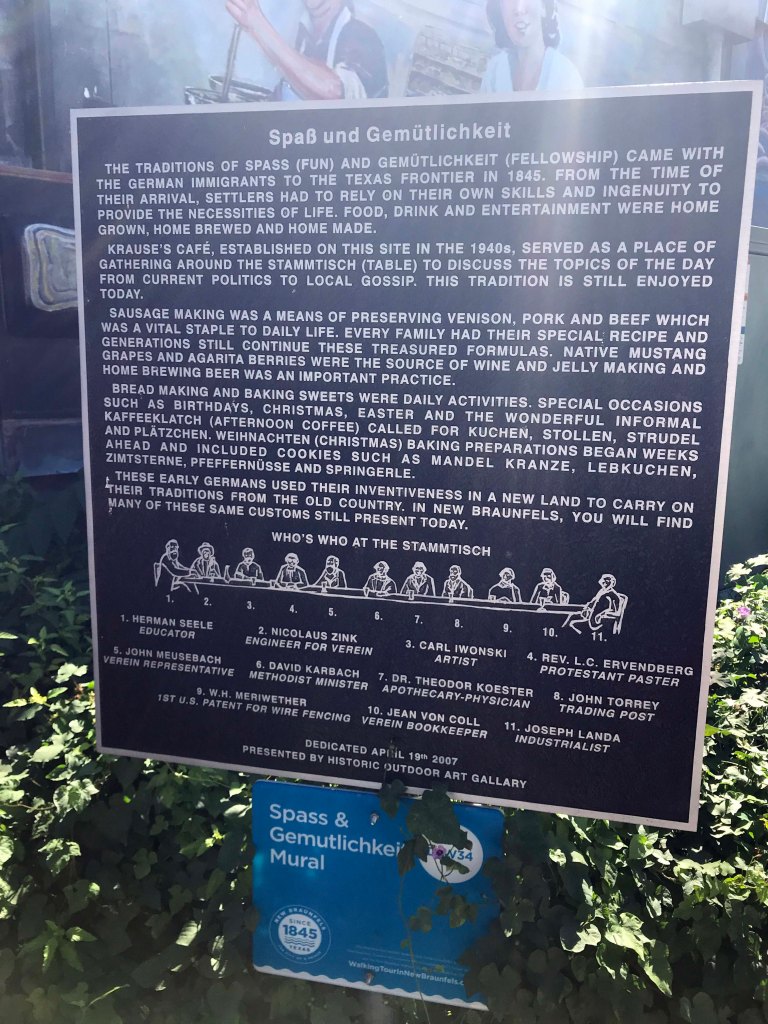 Spaß und Gemütlichkeit
THE TRADITIONS OF SPASS (FUN) AND GEMÜTLICHKEIT (FELLOWSHIP) CAME WITH
THE GERMAN IMMIGRANTS TO THE TEXAS FRONTIER IN 1845. FROM THE TIME OF
THEIR ARRIVAL, SETTLERS HAD TO RELY ON THEIR OWN SKILLS AND INGENUITY TO
PROVIDE THE NECESSITIES OF LIFE. FOOD, DRINK AND ENTERTAINMENT WERE HOME
GROWN, HOME BREWED AND HOME MADE.
KRAUSE'S CAFÉ, ESTABLISHED ON THIS SITE IN THE 1940s, SERVED AS A PLACE OF
GATHERING AROUND THE STAMMTISCH (TABLE) TO DISCUSS THE TOPICS OF THE DAY
FROM CURRENT POLITICS TO LOCAL GOSSIP. THIS TRADITION IS STILL ENJOYED
TODAY.
SAUSAGE MAKING WAS A MEANS OF PRESERVING VENISON, PORK AND BEEF WHICH
WAS A VITAL STAPLE TO DAILY LIFE. EVERY FAMILY HAD THEIR SPECIAL RECIPE AND
GENERATIONS STILL CONTINUE THESE TREASURED FORMULAS. NATIVE MUSTANG
GRAPES AND AGARITA BERRIES WERE THE SOURCE OF WINE AND JELLY MAKING AND
HOME BREWING BEER WAS AN IMPORTANT PRACTICE.
BREAD MAKING AND BAKING SWEETS WERE DAILY ACTIVITIES. SPECIAL OCCASIONS
SUCH AS BIRTHDAYS, CHRISTMAS, EASTER AND THE WONDERFUL INFORMAL
KAFFEEKLATCH (AFTERNOON COFFEE) CALLED FOR KUCHEN, STOLLEN, STRUDEL
AND PLÄTZCHEN. WEIHNACHTEN (CHRISTMAS) BAKING PREPARATIONS BEGAN WEEKS
AHEAD AND INCLUDED COOKIES SUCH AS MANDEL KRANZE, LEBKUCHEN,
ZIMTSTERNE, PFEFFERNÜSSE AND SPRINGERLE.
THESE EARLY GERMANS USED THEIR INVENTIVENESS IN A NEW LAND TO CARRY ON
THEIR TRADITIONS FROM THE OLD COUNTRY. IN NEW BRAUNFELS, YOU WILL FIND
MANY OF THESE SAME CUSTOMS STILL PRESENT TODAY.
WHO'S WHO AT THE STAMMTISCH
1. 2. 3. 4. 5. 6. 7. 8. 9. 10. 11.
1. HERMAN SEELE
EDUCATOR
2. NICOLAUS ZINK
ENGINEER FOR VEREIN
3. CARL IWONSKI
ARTIST
4. REV. L.C. ERVENDBERG
PROTESTANT PASTER
5. JOHN MEUSEBACH
VEREIN REPRESENTATIVE
6. DAVID KARBACH
METHODIST MINISTER
7. DR. THEODOR KOESTER
APOTHECARY-PHYSICIAN
8. JOHN TORREY
TRADING POST
9. W.H. MERIWETHER
1ST U.S. PATENT FOR WIRE FENCING
10. JEAN VON COLL
VEREIN BOOKKEEPER
11. JOSEPH LANDA
INDUSTRIALIST
DEDICATED APRIL 19th 2007
PRESENTED BY HISTORIC OUTDOOR ART GALLARY
Spass &
Gemutlichkeit
Mural
34
NEW BRAUNFELS
SINCE
1845
TEXAS
WalkingTourInNewBraunfels.c